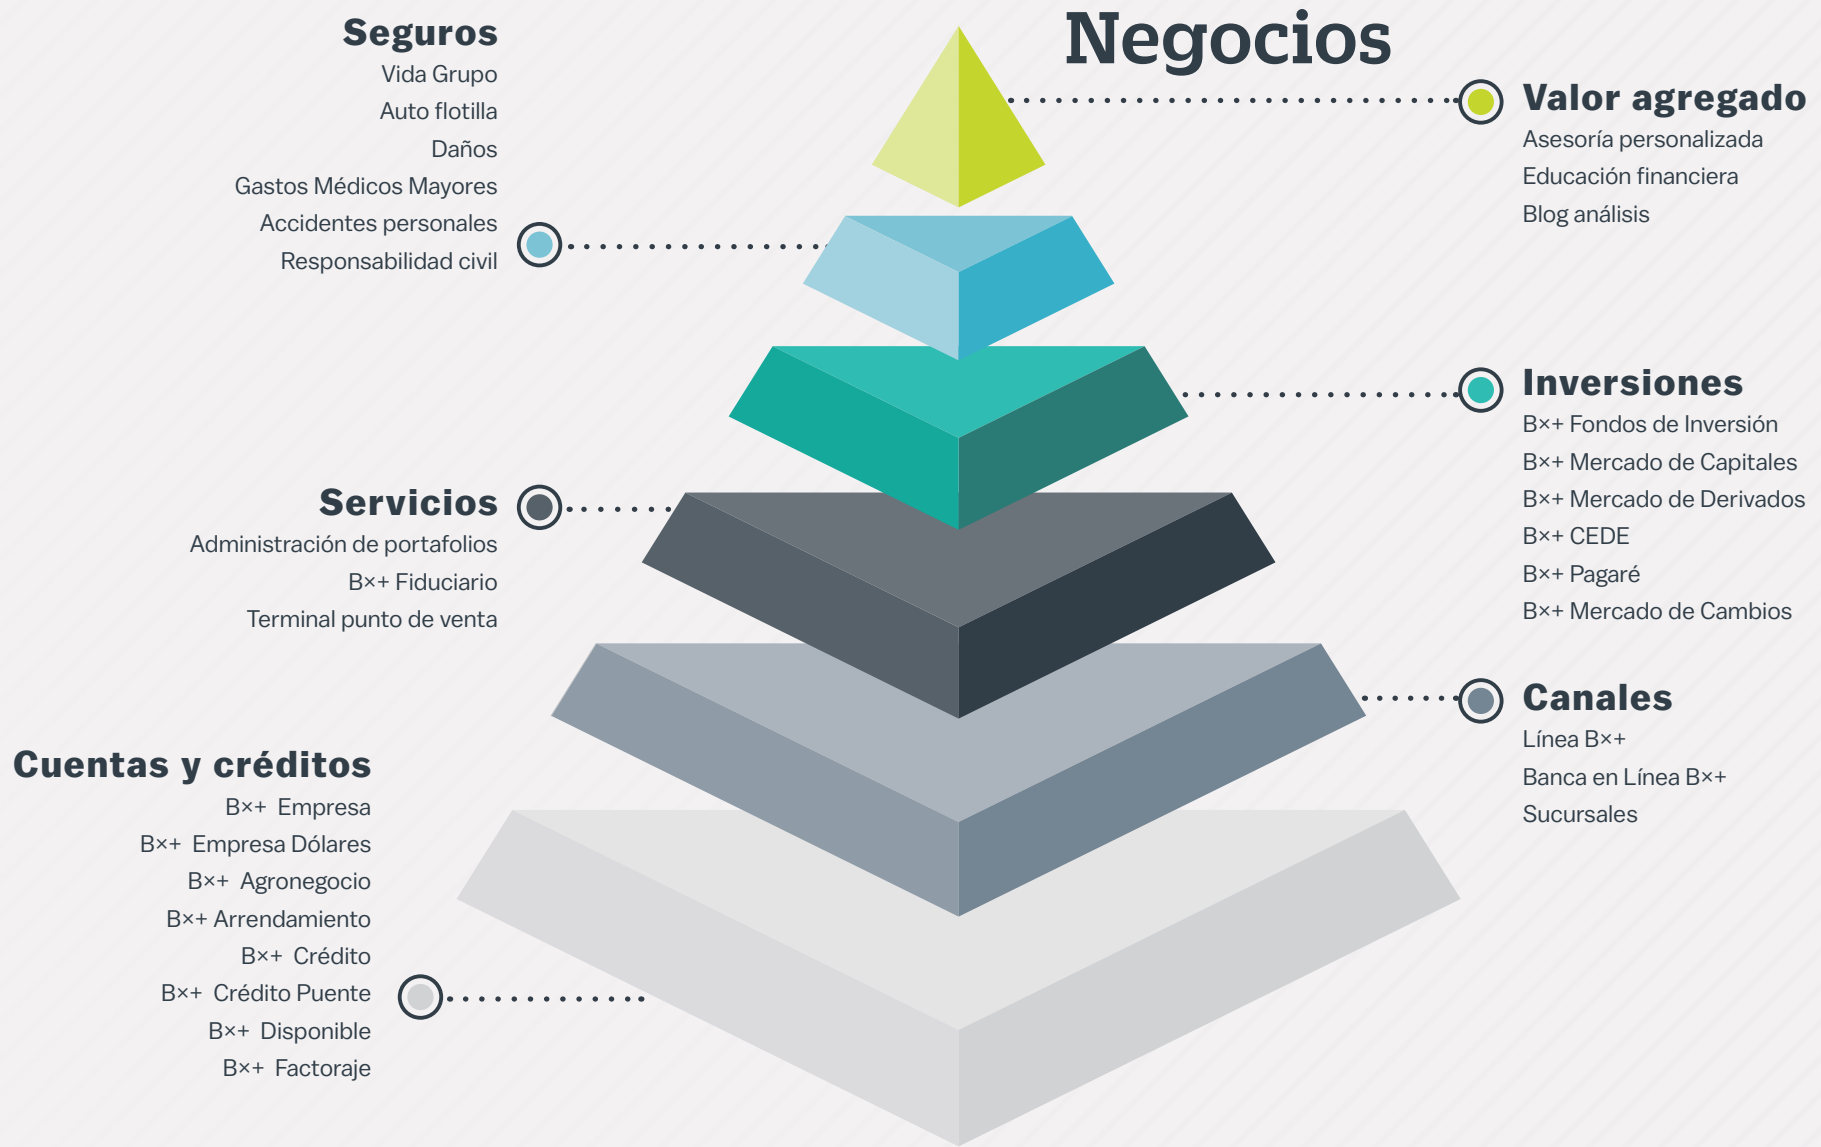 Negocios
Seguros
Vida Grupo
Auto flotilla
Daños
Gastos Médicos Mayores
Accidentes personales
Responsabilidad civil
Valor agregado
Asesoría personalizada
Educación financiera
Blog análisis
Inversiones
B×+ Fondos de Inversión
B×+ Mercado de Capitales
B×+ Mercado de Derivados
B×+ CEDE
B×+ Pagaré
B×+ Mercado de Cambios
Servicios
Administración de portafolios
B×+ Fiduciario
Terminal punto de venta
Canales
Línea B×+
Banca en Línea B×+
Sucursales
Cuentas y créditos
B×+ Empresa
B×+ Empresa Dólares
B×+ Agronegocio
B×+ Arrendamiento
B×+ Crédito
B×+ Crédito Puente
B×+ Disponible
B×+ Factoraje